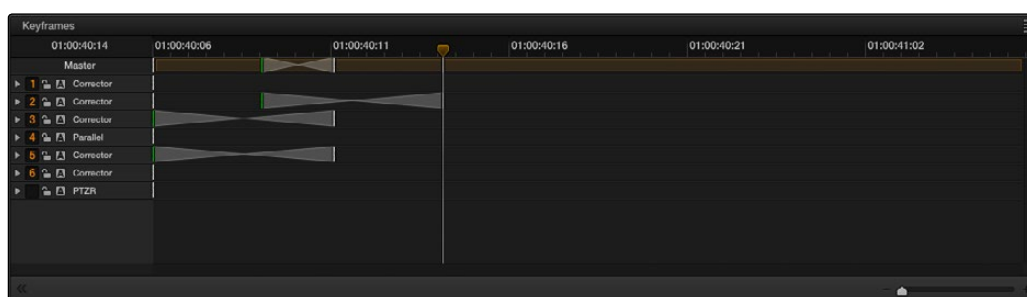 Keyframes
01:00:40:14 01:00:40:06 01:00:40:11 01:00:40:16 01:00:40:21 01:00:41:02
Master
1 A Corrector
2 A Corrector
3 A Corrector
4 A Parallel
5 A Corrector
6 A Corrector
A PTZR